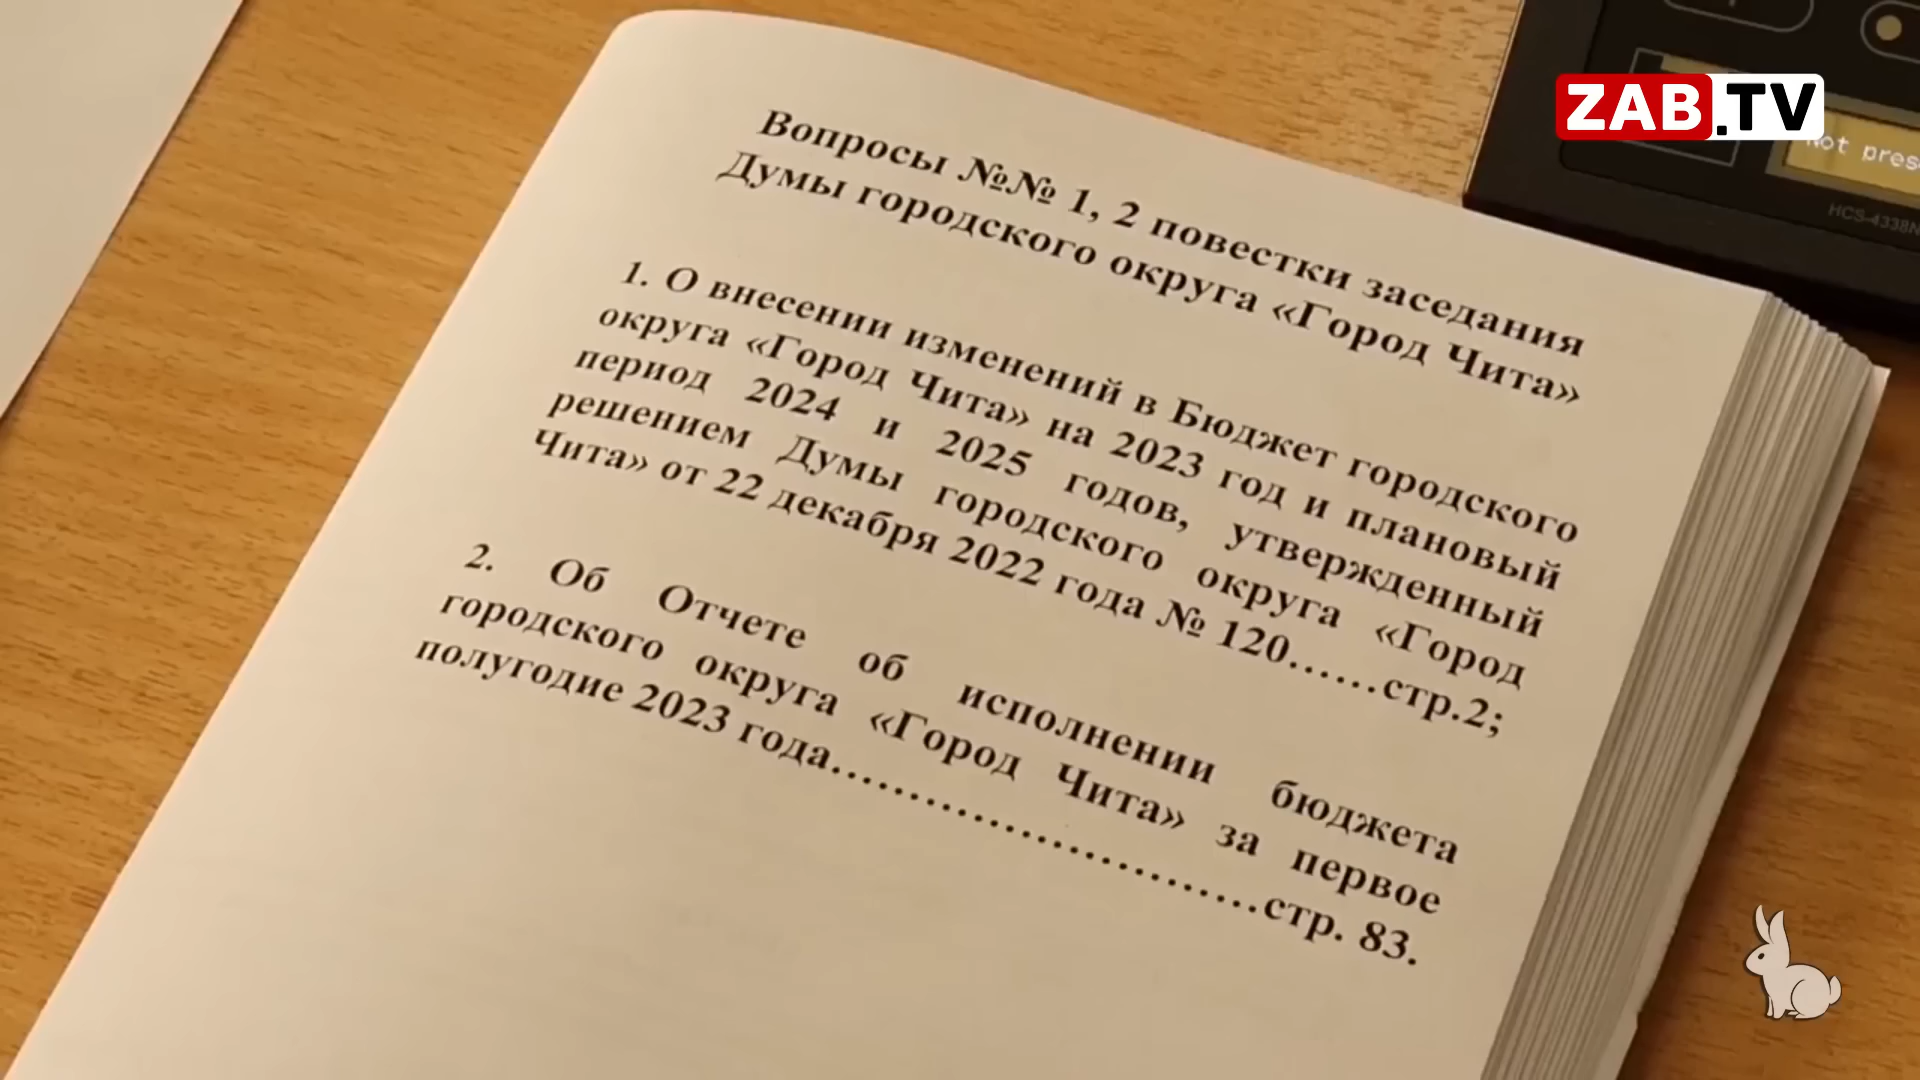 ZAB.TV
Not pres
HCS-4338N
Вопросы №№ 1, 2 повестки заседания
Думы городского округа «Город Чита»
1. О внесении изменений в Бюджет городского
округа «Город Чита» на 2023 год и плановый
период 2024 и 2025 годов, утвержденный
решением Думы городского округа «Город
Чита» от 22 декабря 2022 года № 120......стр.2;
2. Об Отчете об исполнении бюджета
городского округа «Город Чита» за первое
полугодие 2023 года..............................стр. 83.